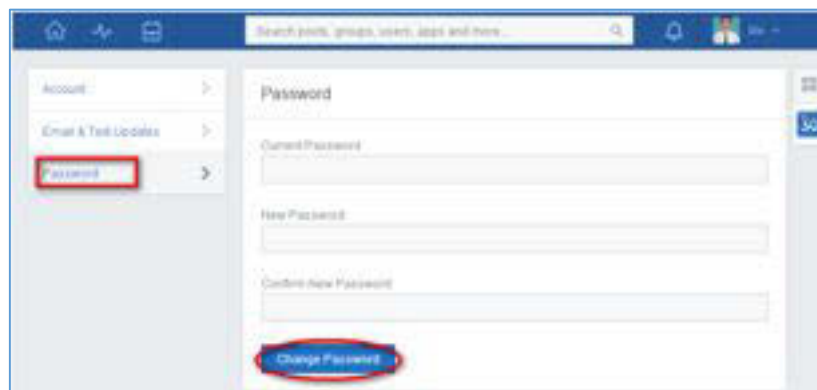 Search posts, groups, users, apps and more...
Me
Account
Email & Text Updates
Password
Password
Current Password
New Password
Confirm New Password
Change Password